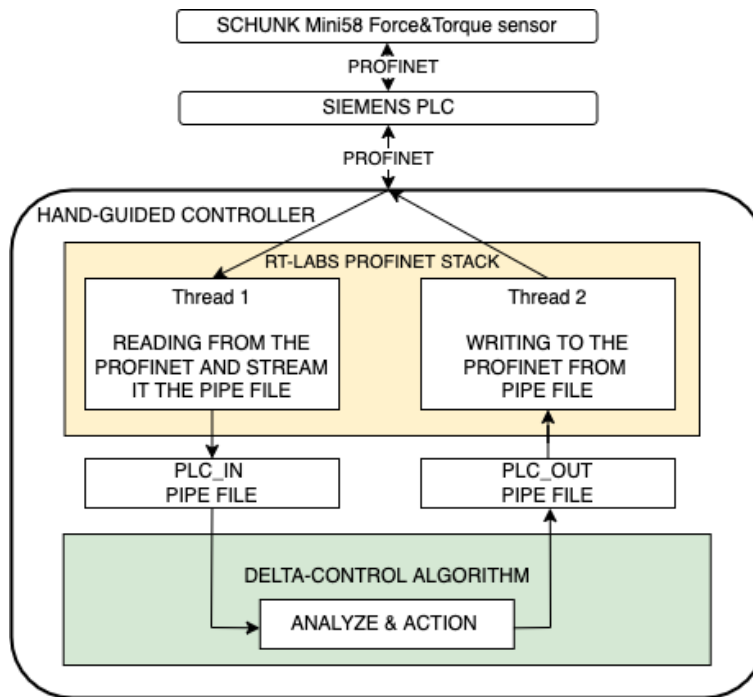 SCHUNK Mini58 Force&Torque sensor
PROFINET
SIEMENS PLC
PROFINET
HAND-GUIDED CONTROLLER
RT-LABS PROFINET STACK
Thread 1
READING FROM THE
PROFINET AND STREAM
IT THE PIPE FILE
Thread 2
WRITING TO THE
PROFINET FROM
PIPE FILE
PLC_IN
PIPE FILE
PLC_OUT
PIPE FILE
DELTA-CONTROL ALGORITHM
ANALYZE & ACTION